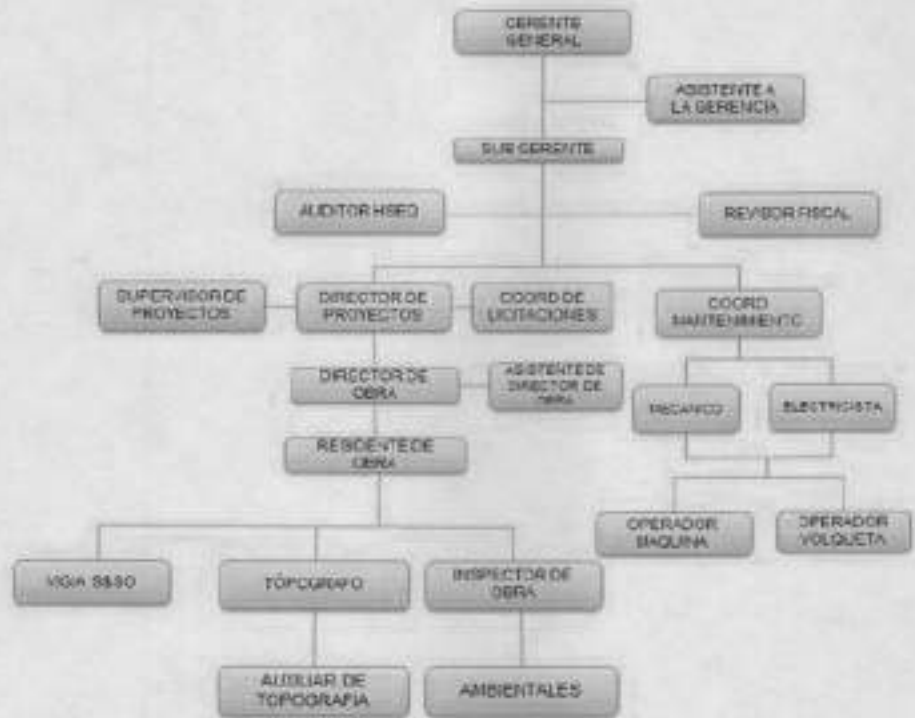 GERENTE
GENERAL
ASISTENTE A
LA GERENCIA
SUB GERENTE
AUDITOR HSEQ
REVISOR FISCAL
SUPERVISOR DE
PROYECTOS
DIRECTOR DE
PROYECTOS
COORD DE
LICITACIONES
COORD
MANTENIMIENTO
DIRECTOR DE
OBRA
ASISTENTE DE
DIRECTOR DE
OBRA
MECANICO
ELECTRICISTA
RESIDENTE DE
OBRA
OPERADOR
MAQUINA
OPERADOR
VOLQUETA
VIGIA S&SO
TÓPOGRAFO
INSPECTOR DE
OBRA
AUXILIAR DE
TOPOGRAFIA
AMBIENTALES